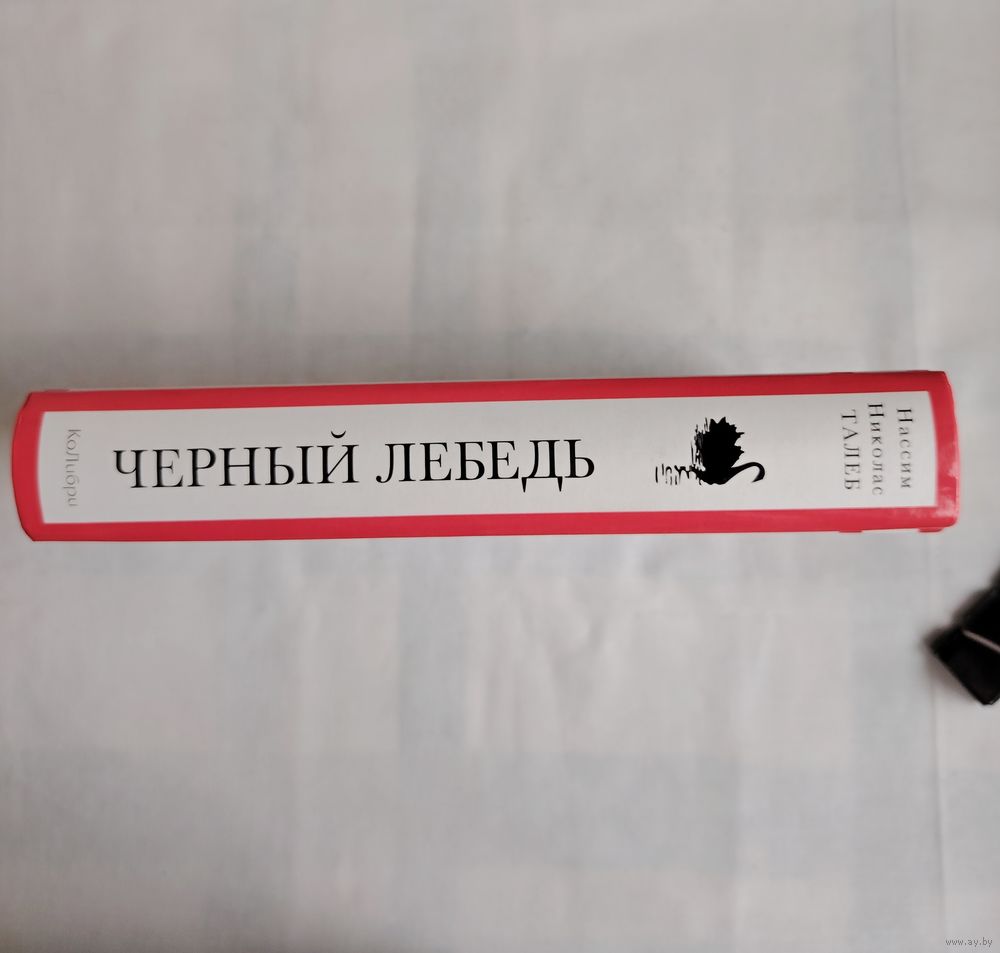 Нассим
Николас
ТАЛЕБ
ЧЕРНЫЙ ЛЕБЕДЬ
КоЛибри
www.ay.by